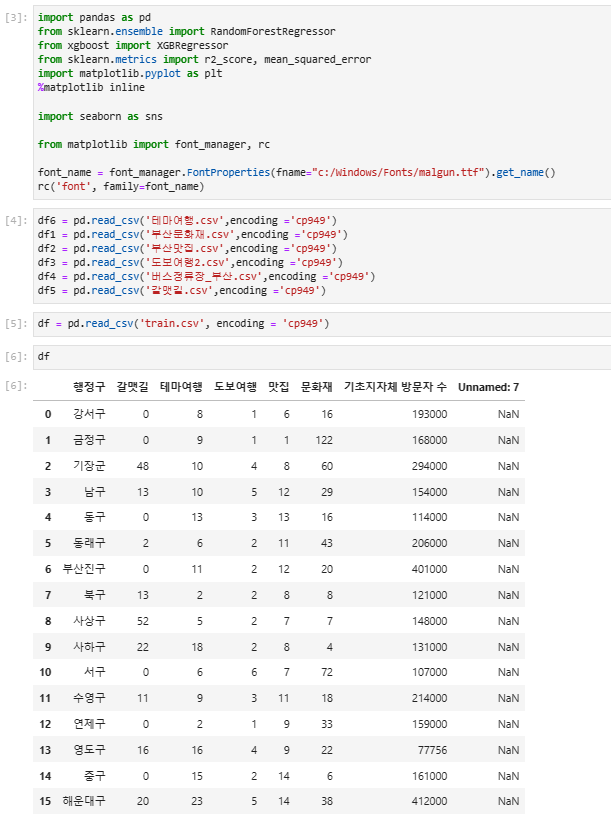 [3]: import pandas as pd
from sklearn.ensemble import RandomForestRegressor
from xgboost import XGBRegressor
from sklearn.metrics import r2_score, mean_squared_error
import matplotlib.pyplot as plt
%matplotlib inline
import seaborn as sns
from matplotlib import font_manager, rc
font_name = font_manager.FontProperties(fname="c:/Windows/Fonts/malgun.ttf").get_name()
rc('font', family=font_name)
[4]: df6 = pd.read_csv('테마여행.csv',encoding ='cp949')
df1 = pd.read_csv('부산문화재.csv',encoding ='cp949')
df2 = pd.read_csv('부산맛집.csv',encoding ='cp949')
df3 = pd.read_csv('도보여행2.csv',encoding ='cp949')
df4 = pd.read_csv('버스정류장_부산.csv',encoding ='cp949')
df5 = pd.read_csv('갈맷길.csv',encoding ='cp949')
[5]: df = pd.read_csv('train.csv', encoding = 'cp949')
[6]: df
[6]: 행정구 갈맷길 테마여행 도보여행 맛집 문화재 기초지자체 방문자 수 Unnamed: 7
0 강서구 0 8 1 6 16 193000 NaN
1 금정구 0 9 1 1 122 168000 NaN
2 기장군 48 10 4 8 60 294000 NaN
3 남구 13 10 5 12 29 154000 NaN
4 동구 0 13 3 13 16 114000 NaN
5 동래구 2 6 2 11 43 206000 NaN
6 부산진구 0 11 2 12 20 401000 NaN
7 북구 13 2 2 8 8 121000 NaN
8 사상구 52 5 2 7 7 148000 NaN
9 사하구 22 18 2 8 4 131000 NaN
10 서구 0 6 6 7 72 107000 NaN
11 수영구 11 9 3 11 18 214000 NaN
12 연제구 0 2 1 9 33 159000 NaN
13 영도구 16 16 4 9 22 77756 NaN
14 중구 0 15 2 14 6 161000 NaN
15 해운대구 20 23 5 14 38 412000 NaN